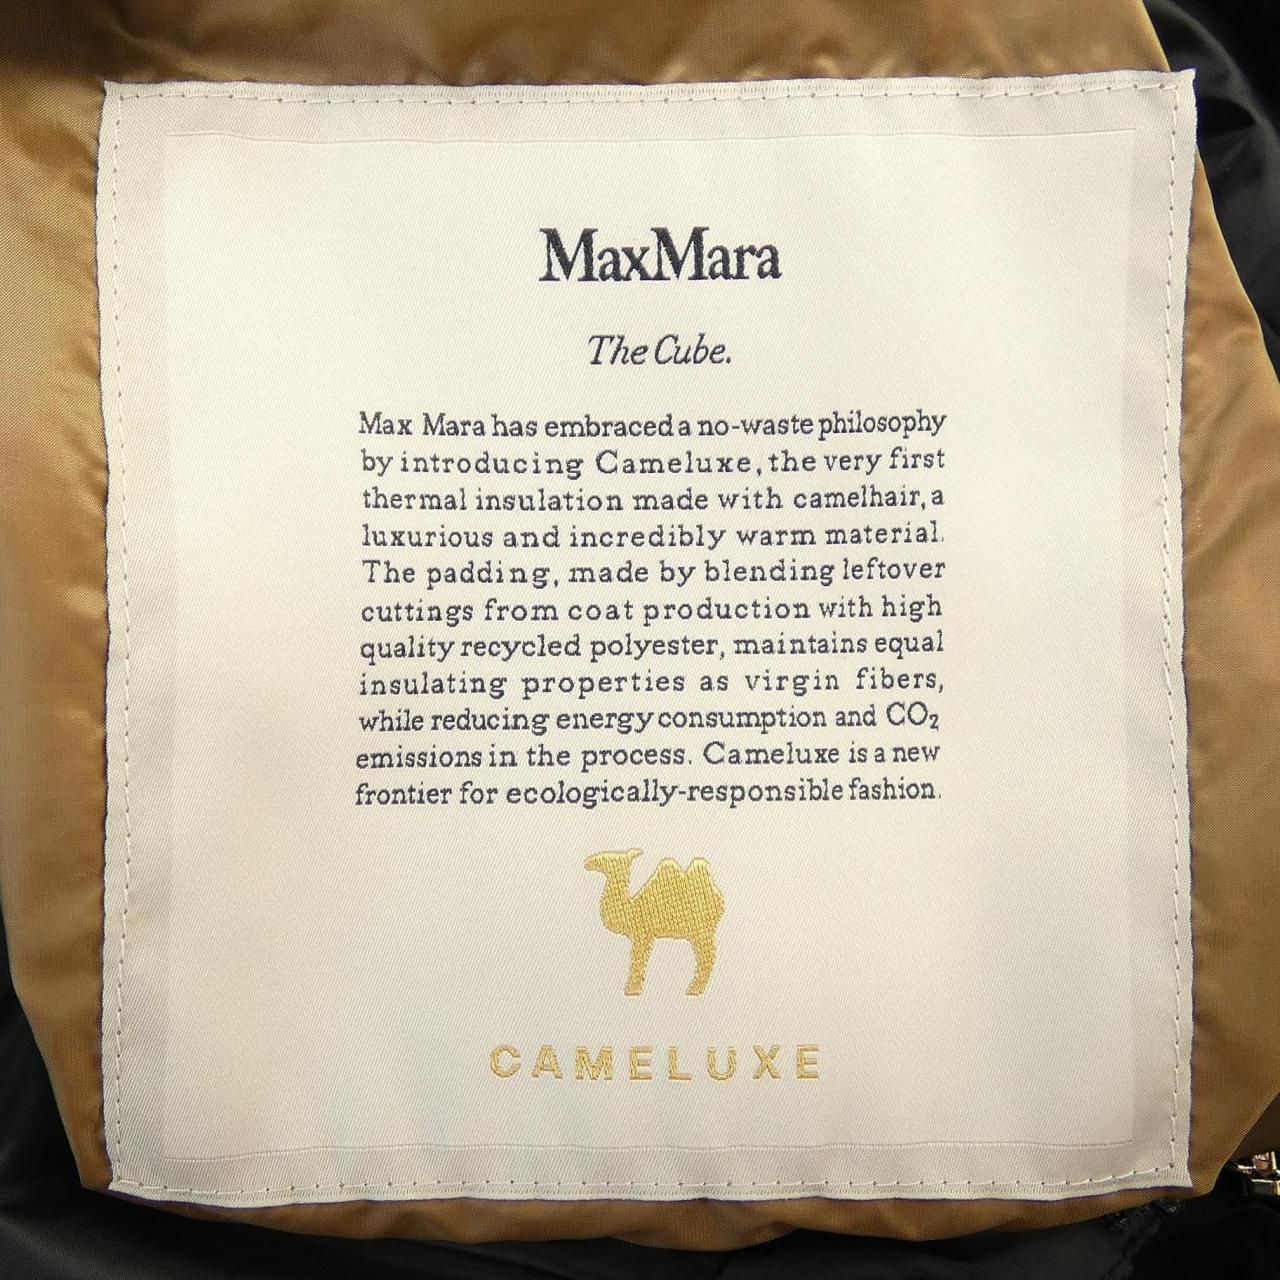 MaxMara
The Cube.
Max Mara has embraced a no-waste philosophy
by introducing Cameluxe, the very first
thermal insulation made with camelhair, a
luxurious and incredibly warm material.
The padding, made by blending leftover
cuttings from coat production with high
quality recycled polyester, maintains equal
insulating properties as virgin fibers,
while reducing energy consumption and CO₂
emissions in the process. Cameluxe is a new
frontier for ecologically-responsible fashion.
CAMELUXE